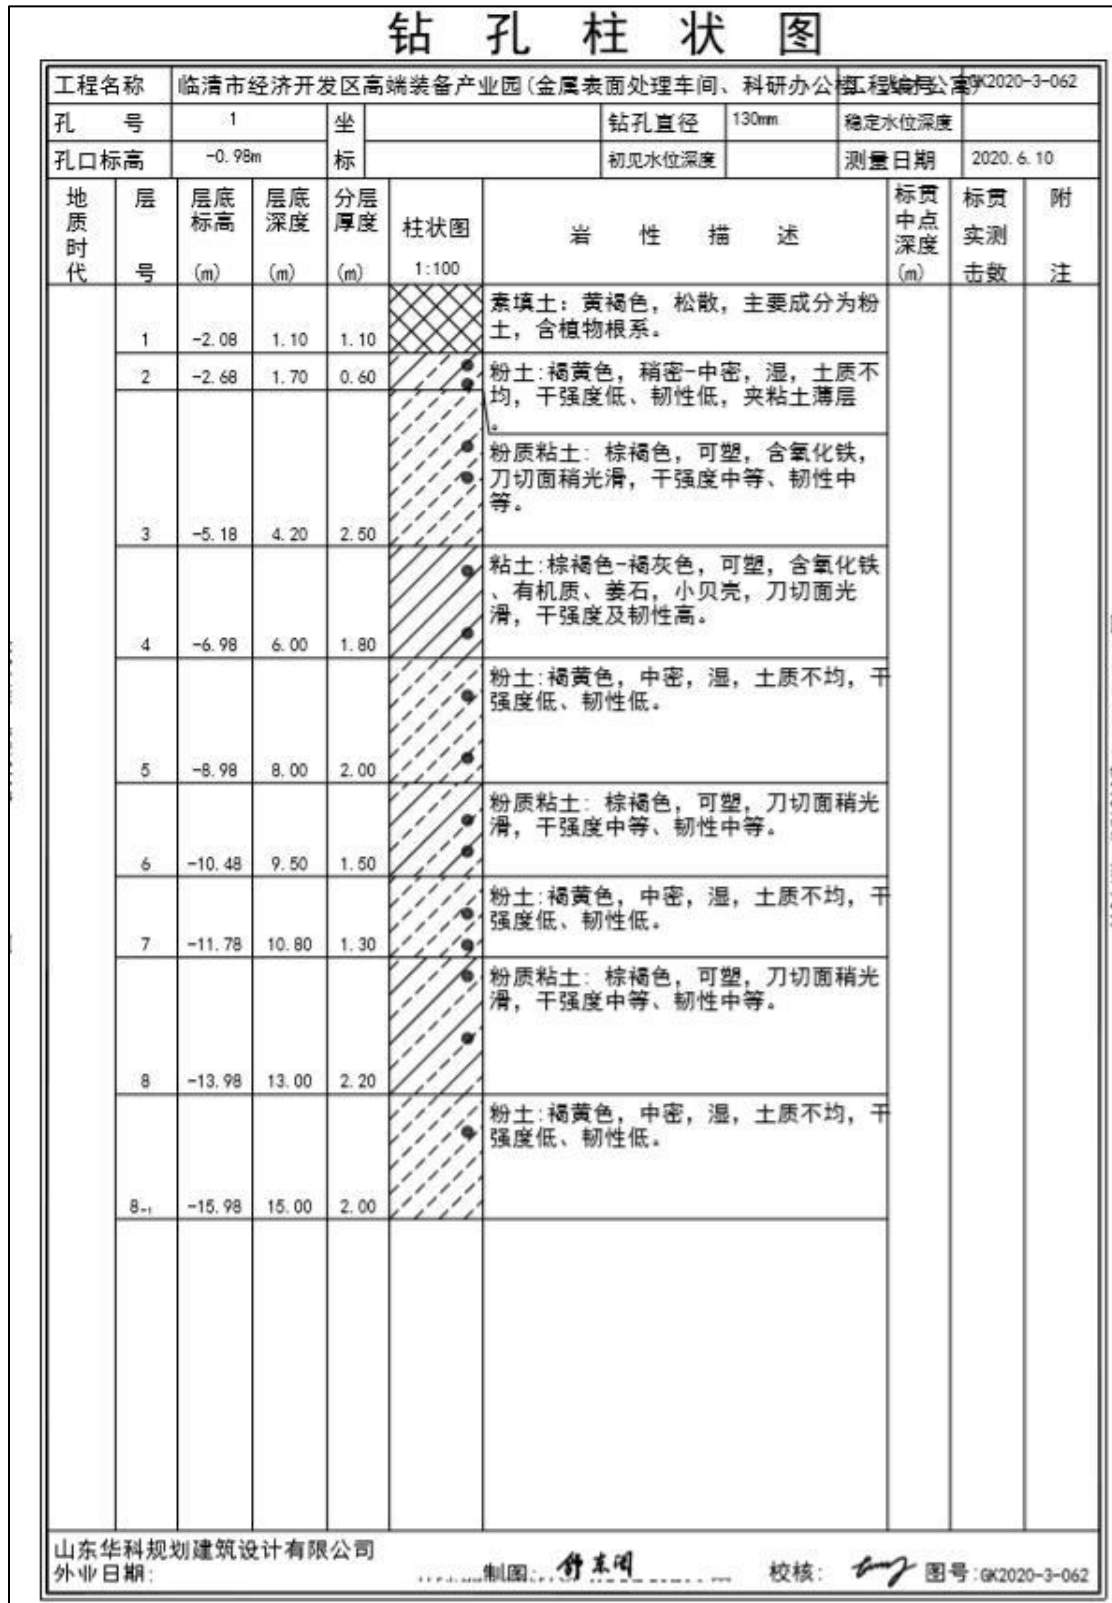 钻孔柱状图
工程名称 临清市经济开发区高端装备产业园(金属表面处理车间、科研办公 工程编号 GK2020-3-062
孔 号 1 坐 钻孔直径 130mm 稳定水位深度
孔口标高 -0.98m 标 初见水位深度 测量日期 2020.6.10
地质时代 层号 层底标高(m) 层底深度(m) 分层厚度(m) 柱状图1:100 岩性描述 标贯中点深度(m) 标贯实测击数 附注
素填土: 黄褐色, 松散, 主要成分为粉
土, 含植物根系。
1 -2.08 1.10 1.10
粉土:褐黄色, 稍密-中密, 湿, 土质不
2 -2.68 1.70 0.60
均, 干强度低、韧性低, 夹粘土薄层
。
粉质粘土: 棕褐色, 可塑, 含氧化铁,
刀切面稍光滑, 干强度中等、韧性中
等。
3 -5.18 4.20 2.50
粘土:棕褐色-褐灰色, 可塑, 含氧化铁
、有机质、姜石, 小贝壳, 刀切面光
滑, 干强度及韧性高。
4 -6.98 6.00 1.80
粉土:褐黄色, 中密, 湿, 土质不均, 干
强度低、韧性低。
5 -8.98 8.00 2.00
粉质粘土: 棕褐色, 可塑, 刀切面稍光
滑, 干强度中等、韧性中等。
6 -10.48 9.50 1.50
粉土:褐黄色, 中密, 湿, 土质不均, 干
强度低、韧性低。
7 -11.78 10.80 1.30
粉质粘土: 棕褐色, 可塑, 刀切面稍光
滑, 干强度中等、韧性中等。
8 -13.98 13.00 2.20
粉土:褐黄色, 中密, 湿, 土质不均, 干
强度低、韧性低。
8-1 -15.98 15.00 2.00
山东华科规划建筑设计有限公司
外业日期: 制图: 校核: 图号:GK2020-3-062